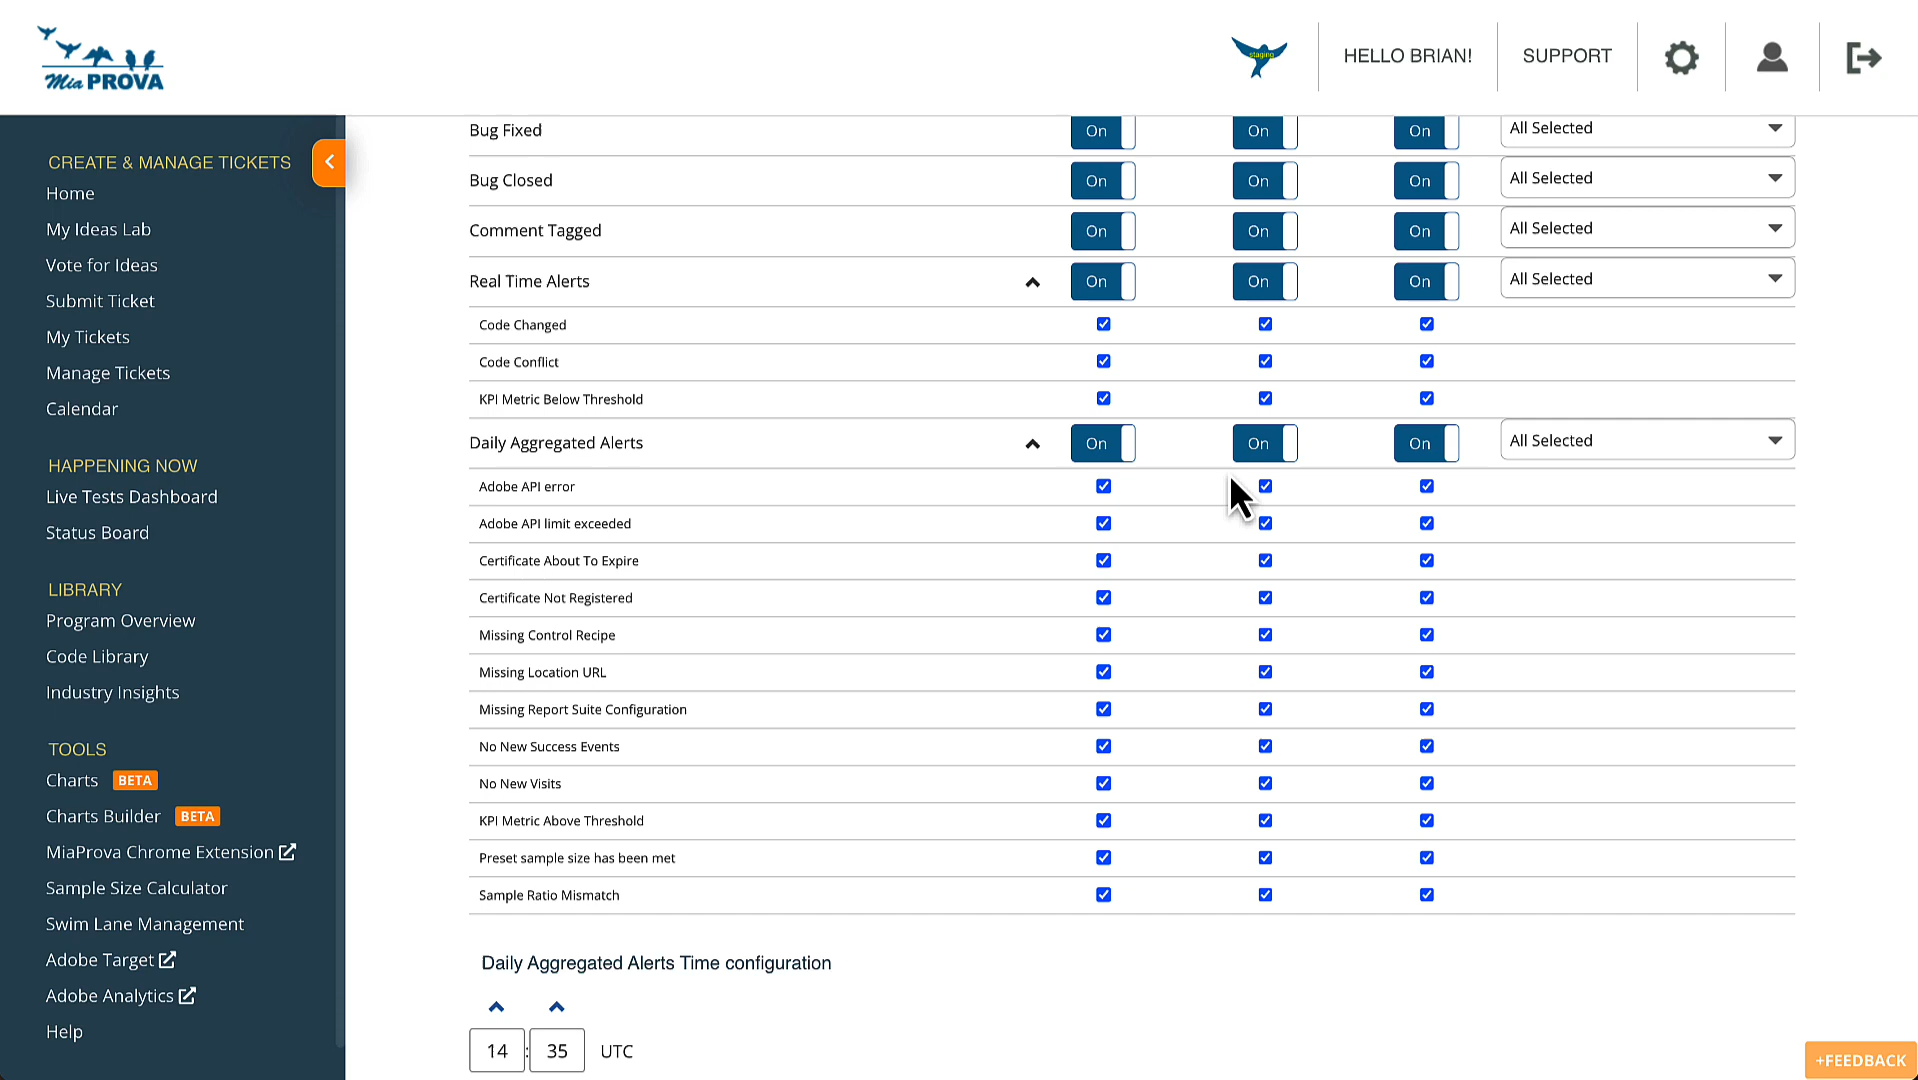 Mia PROVA
staging
HELLO BRIAN!
SUPPORT
CREATE & MANAGE TICKETS
Home
My Ideas Lab
Vote for Ideas
Submit Ticket
My Tickets
Manage Tickets
Calendar
HAPPENING NOW
Live Tests Dashboard
Status Board
LIBRARY
Program Overview
Code Library
Industry Insights
TOOLS
Charts BETA
Charts Builder BETA
MiaProva Chrome Extension
Sample Size Calculator
Swim Lane Management
Adobe Target
Adobe Analytics
Help
Bug Fixed On On On All Selected
Bug Closed On On On All Selected
Comment Tagged On On On All Selected
Real Time Alerts On On On All Selected
Code Changed
Code Conflict
KPI Metric Below Threshold
Daily Aggregated Alerts On On On All Selected
Adobe API error
Adobe API limit exceeded
Certificate About To Expire
Certificate Not Registered
Missing Control Recipe
Missing Location URL
Missing Report Suite Configuration
No New Success Events
No New Visits
KPI Metric Above Threshold
Preset sample size has been met
Sample Ratio Mismatch
Daily Aggregated Alerts Time configuration
14 : 35 UTC
+FEEDBACK